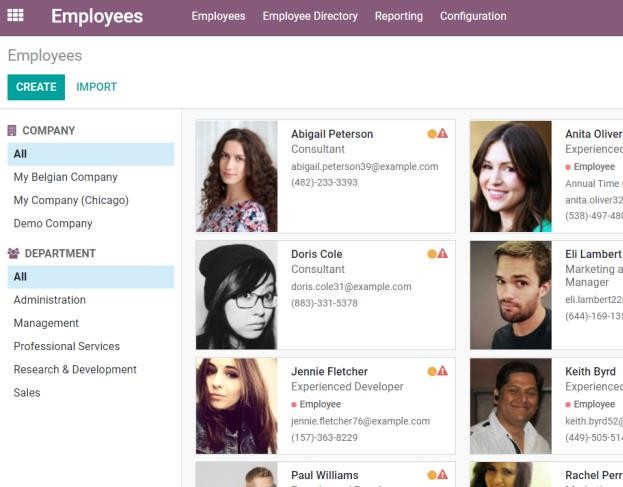 Employees
Employees Employee Directory Reporting Configuration
Employees
CREATE IMPORT
COMPANY
All
My Belgian Company
My Company (Chicago)
Demo Company
DEPARTMENT
All
Administration
Management
Professional Services
Research & Development
Sales
Abigail Peterson
Consultant
abigail.peterson39@example.com
(482)-233-3393
Anita Oliver
Experienced
Employee
Annual Time
anita.oliver32
(538)-497-48
Doris Cole
Consultant
doris.cole31@example.com
(883)-331-5378
Eli Lambert
Marketing a
Manager
eli.lambert22
(644)-169-13
Jennie Fletcher
Experienced Developer
Employee
jennie.fletcher76@example.com
(157)-363-8229
Keith Byrd
Experienced
Employee
keith.byrd52@
(449)-505-51
Paul Williams
Rachel Perr